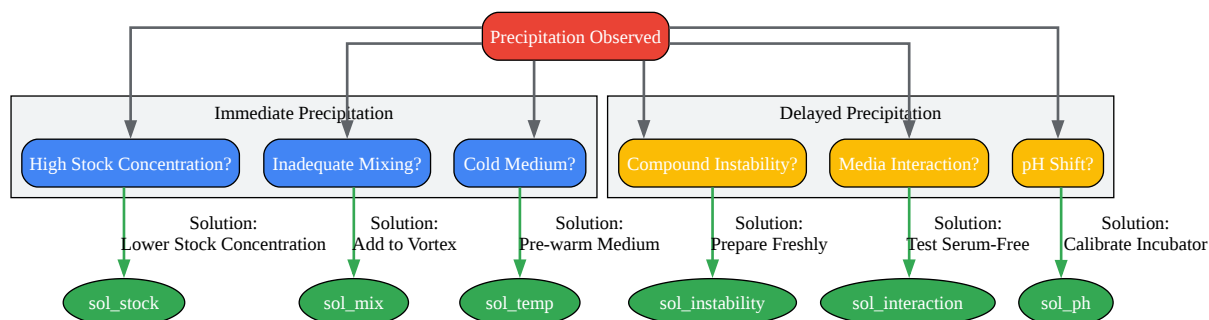 Precipitation Observed
Immediate Precipitation
Delayed Precipitation
High Stock Concentration?
Inadequate Mixing?
Cold Medium?
Compound Instability?
Media Interaction?
pH Shift?
Solution:
Lower Stock Concentration
Solution:
Add to Vortex
Solution:
Pre-warm Medium
Solution:
Prepare Freshly
Solution:
Test Serum-Free
Solution:
Calibrate Incubator
sol_stock
sol_mix
sol_temp
sol_instability
sol_interaction
sol_ph